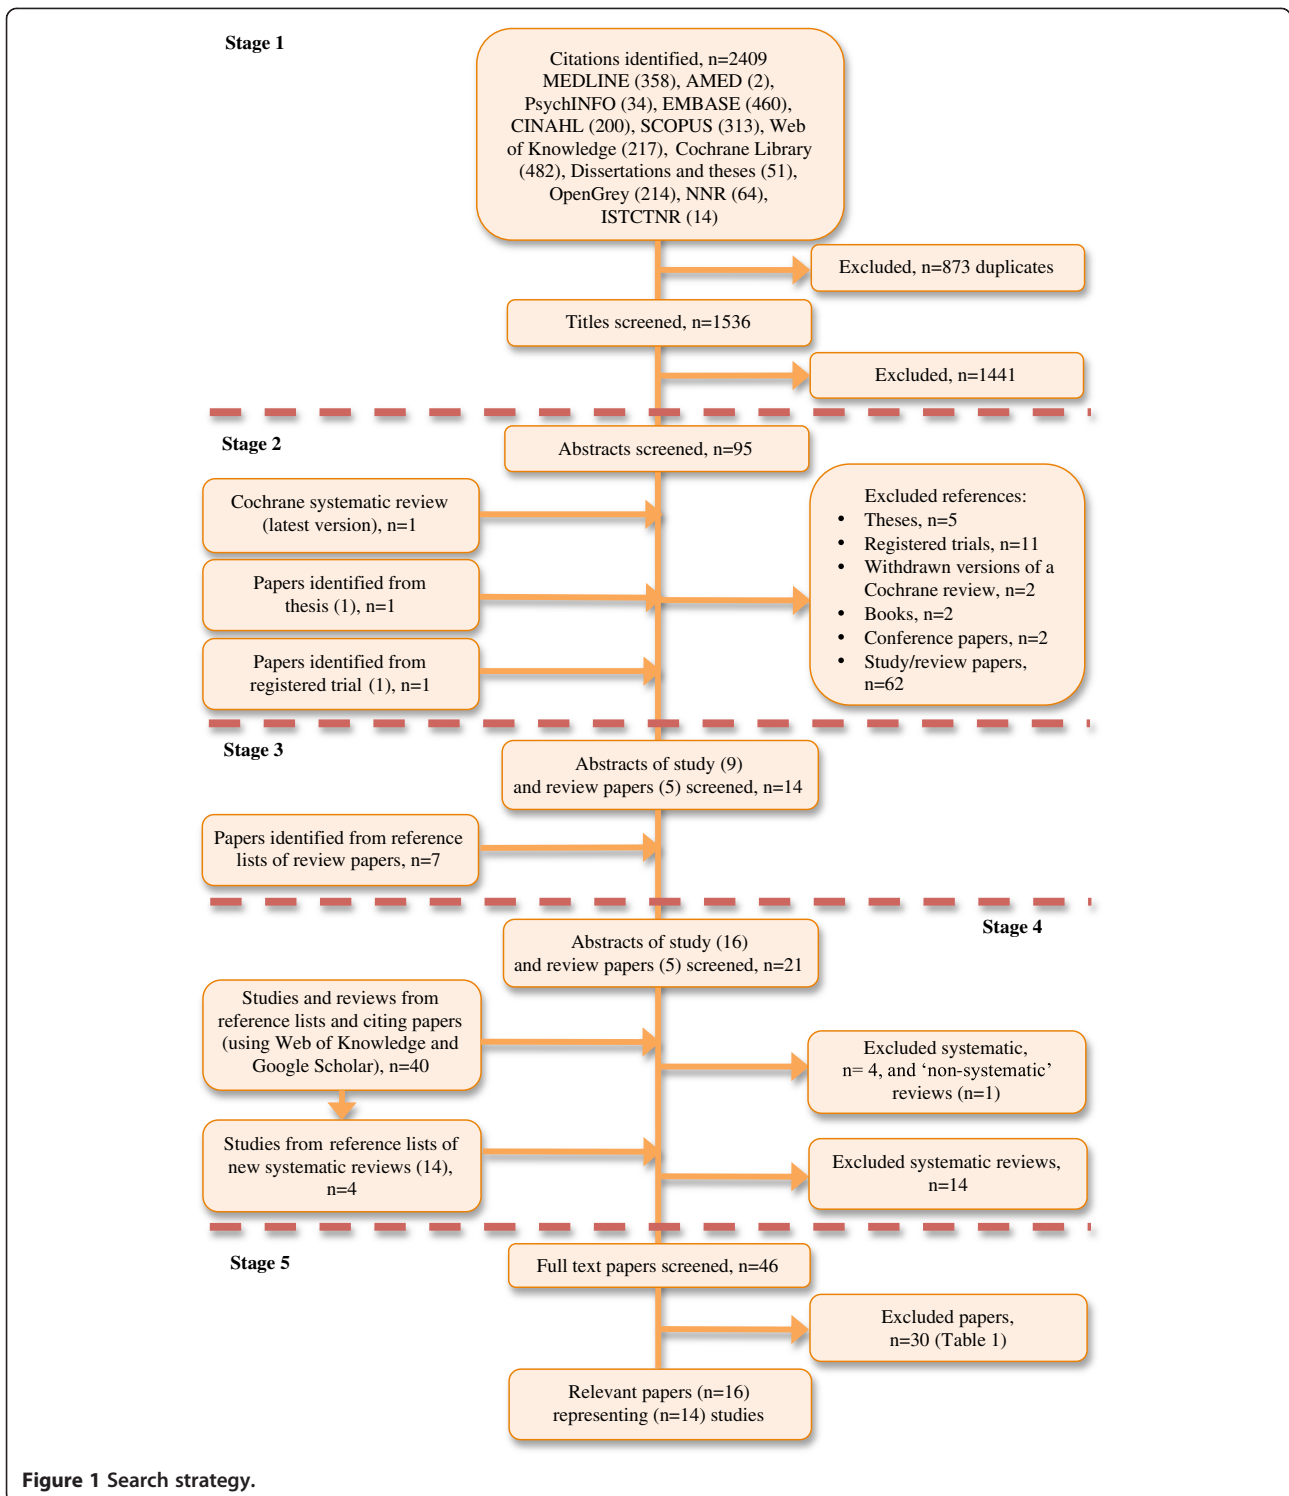 Stage 1
Citations identified, n=2409
MEDLINE (358), AMED (2),
PsychINFO (34), EMBASE (460),
CINAHL (200), SCOPUS (313), Web
of Knowledge (217), Cochrane Library
(482), Dissertations and theses (51),
OpenGrey (214), NNR (64),
ISTCTNR (14)
Excluded, n=873 duplicates
Titles screened, n=1536
Excluded, n=1441
Stage 2
Abstracts screened, n=95
Cochrane systematic review
(latest version), n=1
Papers identified from
thesis (1), n=1
Papers identified from
registered trial (1), n=1
Excluded references:
• Theses, n=5
• Registered trials, n=11
• Withdrawn versions of a
Cochrane review, n=2
• Books, n=2
• Conference papers, n=2
• Study/review papers,
n=62
Stage 3
Abstracts of study (9)
and review papers (5) screened, n=14
Papers identified from reference
lists of review papers, n=7
Stage 4
Abstracts of study (16)
and review papers (5) screened, n=21
Studies and reviews from
reference lists and citing papers
(using Web of Knowledge and
Google Scholar), n=40
Excluded systematic,
n= 4, and ‘non-systematic’
reviews (n=1)
Studies from reference lists of
new systematic reviews (14),
n=4
Excluded systematic reviews,
n=14
Stage 5
Full text papers screened, n=46
Excluded papers,
n=30 (Table 1)
Relevant papers (n=16)
representing (n=14) studies
Figure 1 Search strategy.